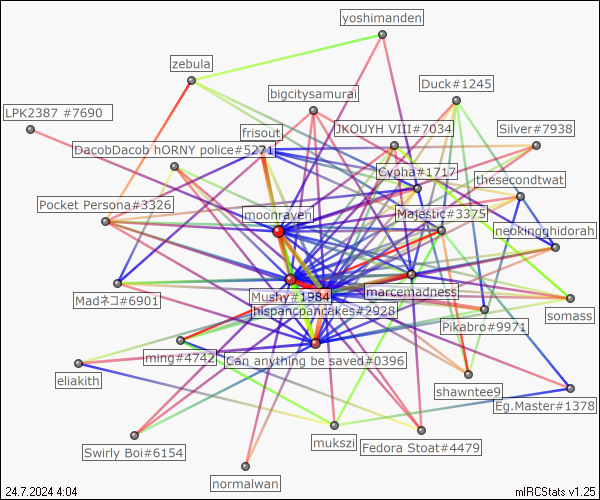 yoshimanden
zebula
Duck#1245
bigcitysamurai
LPK2387 #7690
JKOUYH VIII#7034
Silver#7938
frisout
DacobDacob hORNY police#5271
Cypha#1717
thesecondtwat
Pocket Persona#3326
moonraven
Majestic#3375
neokingghidorah
Madネコ#6901
Mushy#1984
marcemadness
hispancpancakes#2928
somass
Pikabro#9971
ming#4742
Can anything be saved#0396
eliakith
shawntee9
Eg.Master#1378
mukszi
Swirly Boi#6154
Fedora Stoat#4479
normalwan
24.7.2024 4:04
mIRCStats v1.25